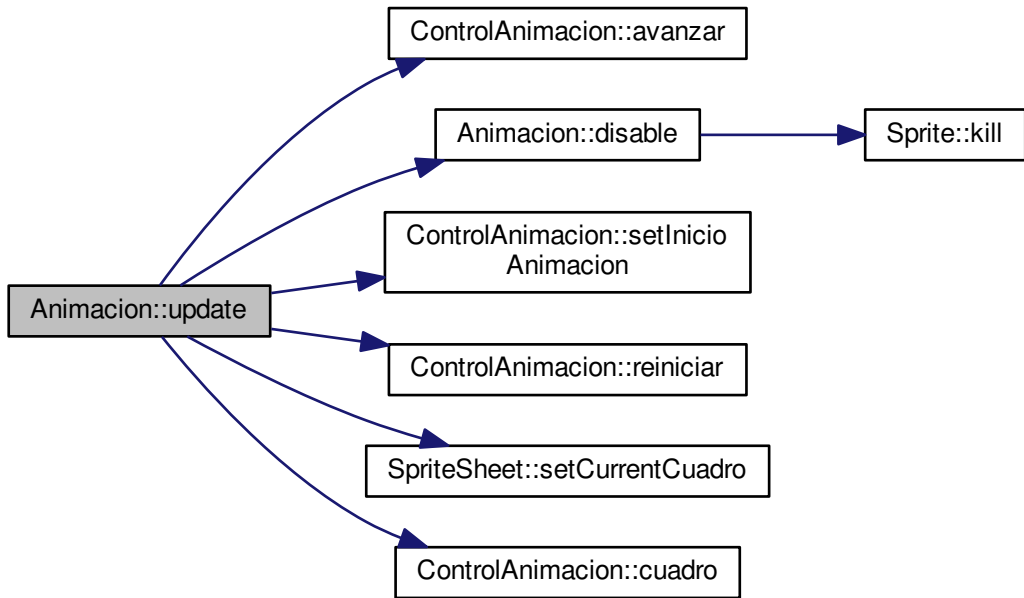 ControlAnimacion::avanzar
Animacion::disable
Sprite::kill
ControlAnimacion::setInicio
Animacion
Animacion::update
ControlAnimacion::reiniciar
SpriteSheet::setCurrentCuadro
ControlAnimacion::cuadro